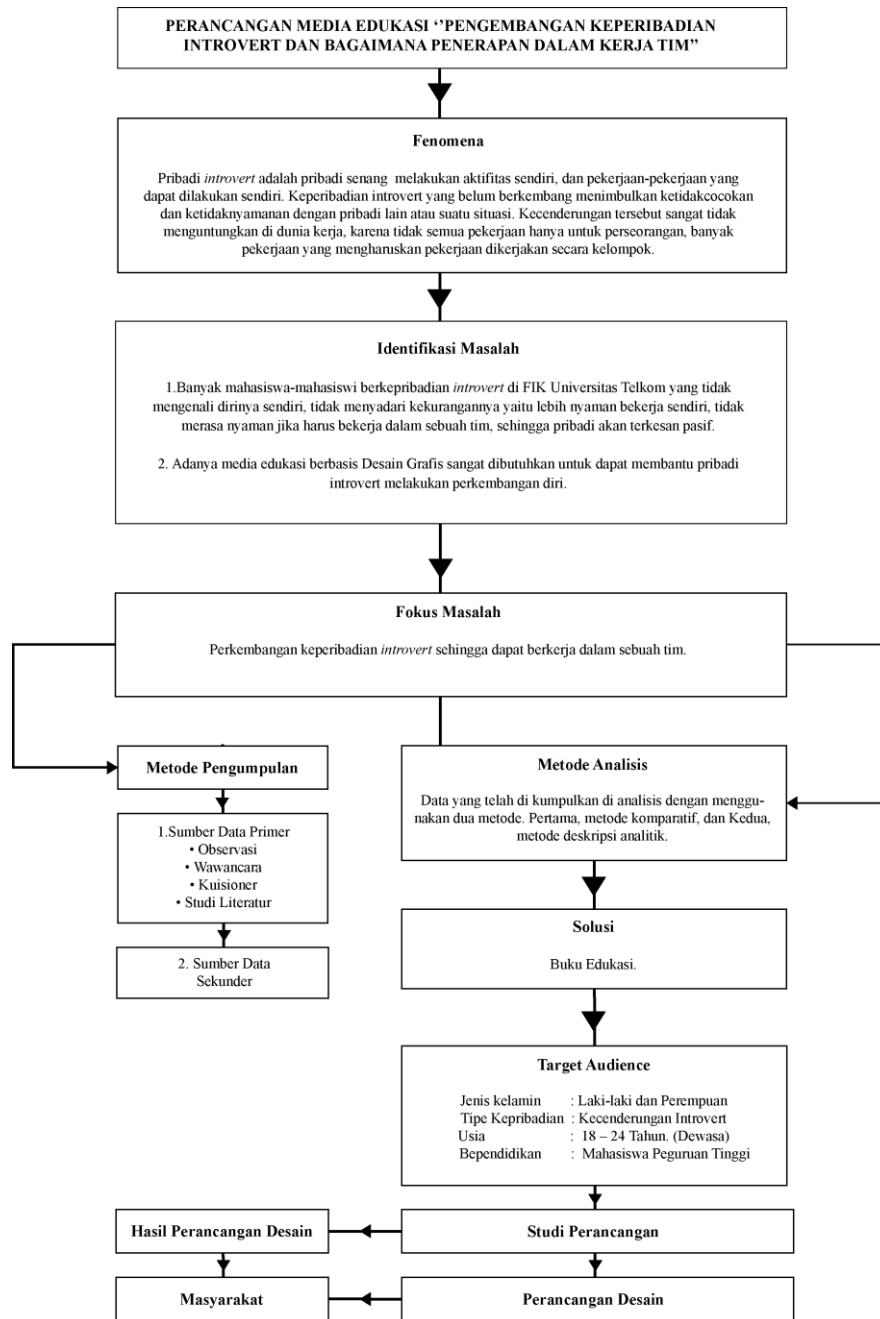 PERANCANGAN MEDIA EDUKASI ‘’PENGEMBANGAN KEPERIBADIAN
INTROVERT DAN BAGAIMANA PENERAPAN DALAM KERJA TIM’’
Fenomena
Pribadi introvert adalah pribadi senang melakukan aktifitas sendiri, dan pekerjaan-pekerjaan yang
dapat dilakukan sendiri. Keperibadian introvert yang belum berkembang menimbulkan ketidakcocokan
dan ketidaknyamanan dengan pribadi lain atau suatu situasi. Kecenderungan tersebut sangat tidak
menguntungkan di dunia kerja, karena tidak semua pekerjaan hanya untuk perseorangan, banyak
pekerjaan yang mengharuskan pekerjaan dikerjakan secara kelompok.
Identifikasi Masalah
1.Banyak mahasiswa-mahasiswi berkepribadian introvert di FIK Universitas Telkom yang tidak
mengenali dirinya sendiri, tidak menyadari kekurangannya yaitu lebih nyaman bekerja sendiri, tidak
merasa nyaman jika harus bekerja dalam sebuah tim, sehingga pribadi akan terkesan pasif.
2. Adanya media edukasi berbasis Desain Grafis sangat dibutuhkan untuk dapat membantu pribadi
introvert melakukan perkembangan diri.
Fokus Masalah
Perkembangan keperibadian introvert sehingga dapat berkerja dalam sebuah tim.
Metode Pengumpulan
1.Sumber Data Primer
• Observasi
• Wawancara
• Kuisioner
• Studi Literatur
2. Sumber Data
Sekunder
Metode Analisis
Data yang telah di kumpulkan di analisis dengan menggu-
nakan dua metode. Pertama, metode komparatif, dan Kedua,
metode deskripsi analitik.
Solusi
Buku Edukasi.
Target Audience
Jenis kelamin : Laki-laki dan Perempuan
Tipe Kepribadian : Kecenderungan Introvert
Usia : 18 – 24 Tahun. (Dewasa)
Bependidikan : Mahasiswa Peguruan Tinggi
Hasil Perancangan Desain
Studi Perancangan
Masyarakat
Perancangan Desain